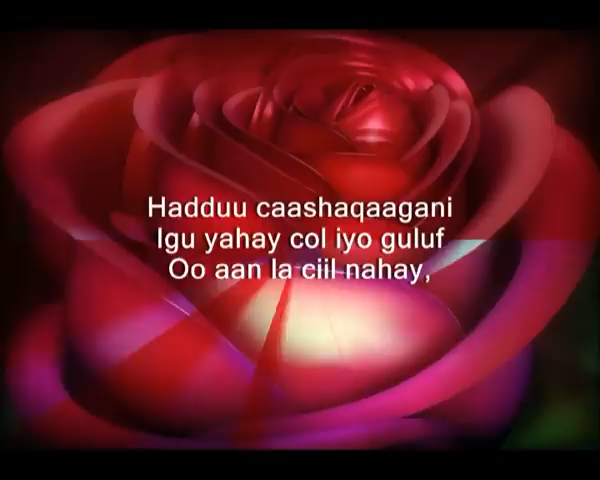 Hadduu caashaqaagani
Igu yahay col iyo guluf
Oo aan la ciil nahay,